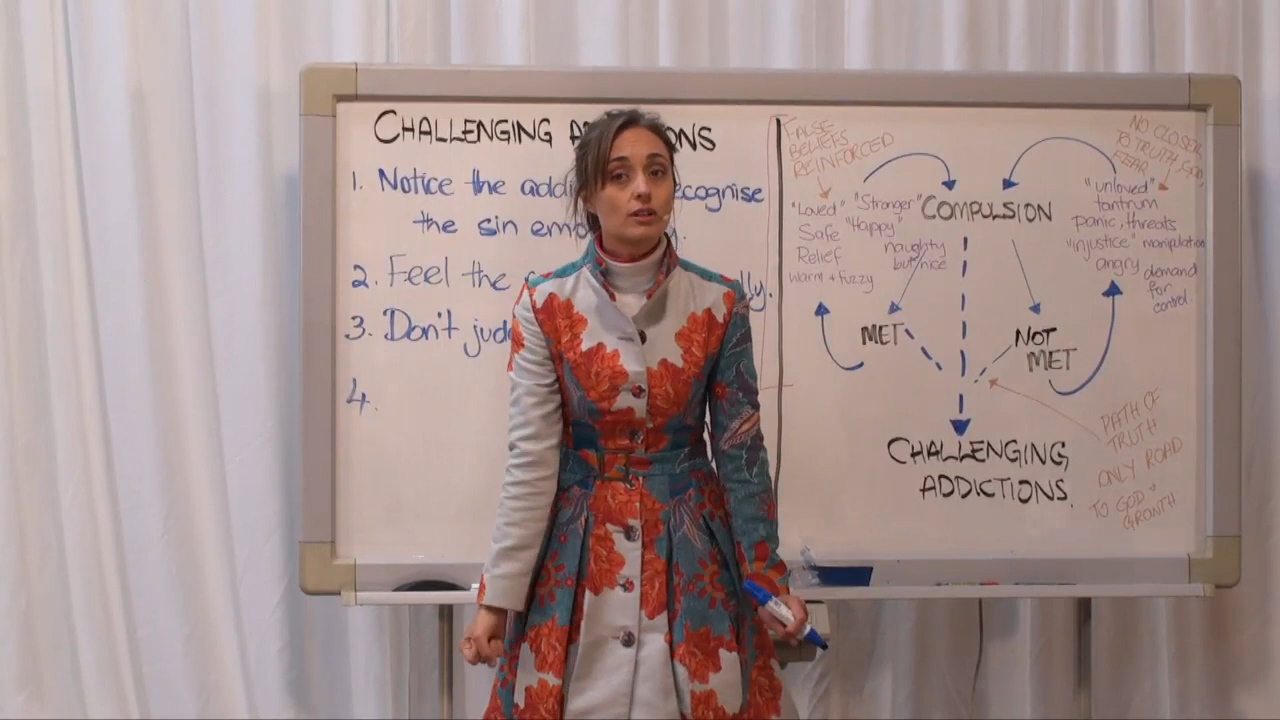 CHALLENGING ADDICTIONS
1. Notice the addi recognise
the sin emo y.
2. Feel the lly.
3. Don't jud
4.
FALSE
BELIEFS
REINFORCED
"Loved" "Stronger"
Safe "Happy"
Relief naughty
but nice
warm + fuzzy
COMPULSION
NO CLOSER
TO TRUTH, GOD,
FEAR
"unloved"
tantrum
panic, threats
"injustice" manipulation
angry demand
for
control.
MET
NOT
MET
CHALLENGING
ADDICTIONS.
PATH OF
TRUTH
ONLY ROAD
TO GOD +
GROWTH